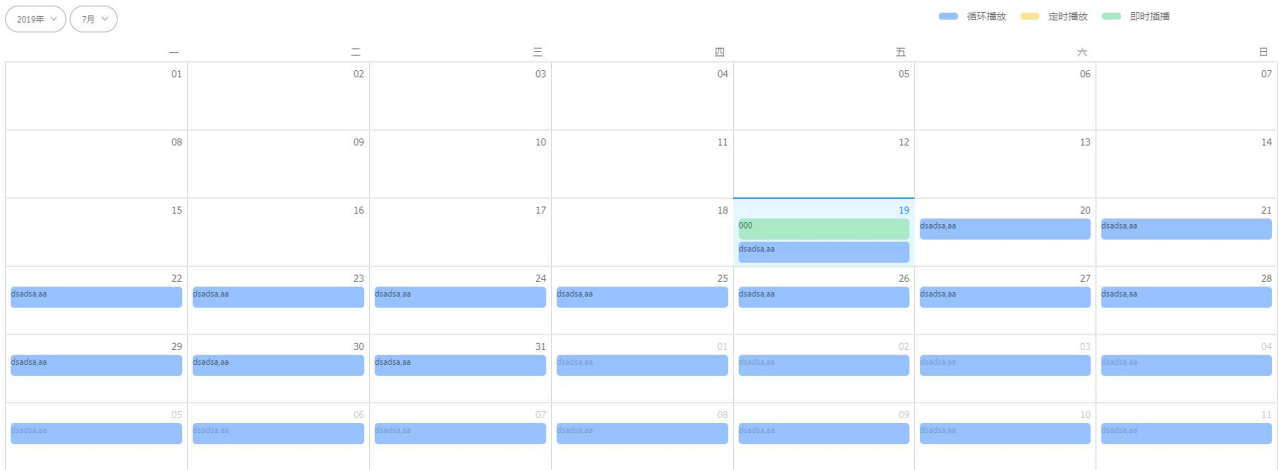 2019年 7月 循环播放 定时播放 即时插播
一 二 三 四 五 六 日
01 02 03 04 05 06 07
08 09 10 11 12 13 14
15 16 17 18 19 20 21
000 dsadsa,aa dsadsa,aa
dsadsa,aa
22 23 24 25 26 27 28
dsadsa,aa dsadsa,aa dsadsa,aa dsadsa,aa dsadsa,aa dsadsa,aa dsadsa,aa
29 30 31 01 02 03 04
dsadsa,aa dsadsa,aa dsadsa,aa dsadsa,aa dsadsa,aa dsadsa,aa dsadsa,aa
05 06 07 08 09 10 11
dsadsa,aa dsadsa,aa dsadsa,aa dsadsa,aa dsadsa,aa dsadsa,aa dsadsa,aa